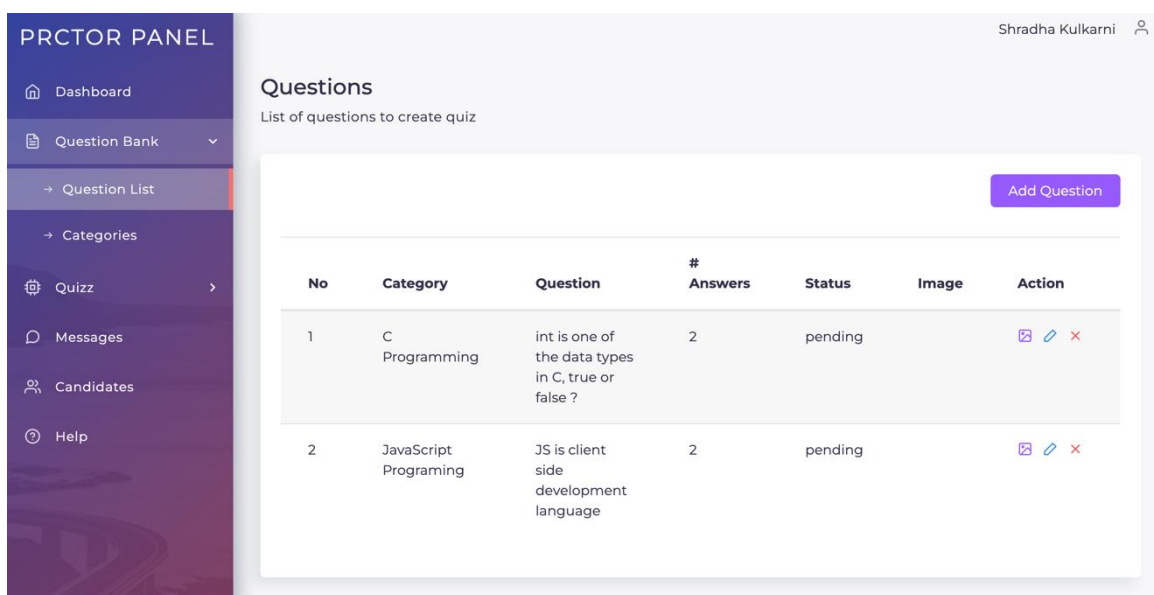 PRCTOR PANEL
Shradha Kulkarni
Dashboard
Question Bank
→ Question List
→ Categories
Quizz
Messages
Candidates
Help
Questions
List of questions to create quiz
Add Question
No Category Question # Answers Status Image Action
1 C Programming int is one of the data types in C, true or false ? 2 pending
2 JavaScript Programing JS is client side development language 2 pending